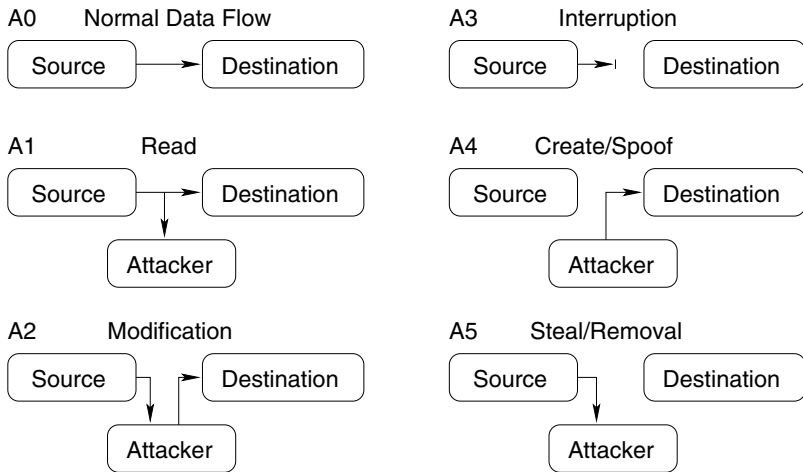 A0 Normal Data Flow
Source Destination
A3 Interruption
Source Destination
A1 Read
Source Destination
Attacker
A4 Create/Spoof
Source Destination
Attacker
A2 Modification
Source Destination
Attacker
A5 Steal/Removal
Source Destination
Attacker